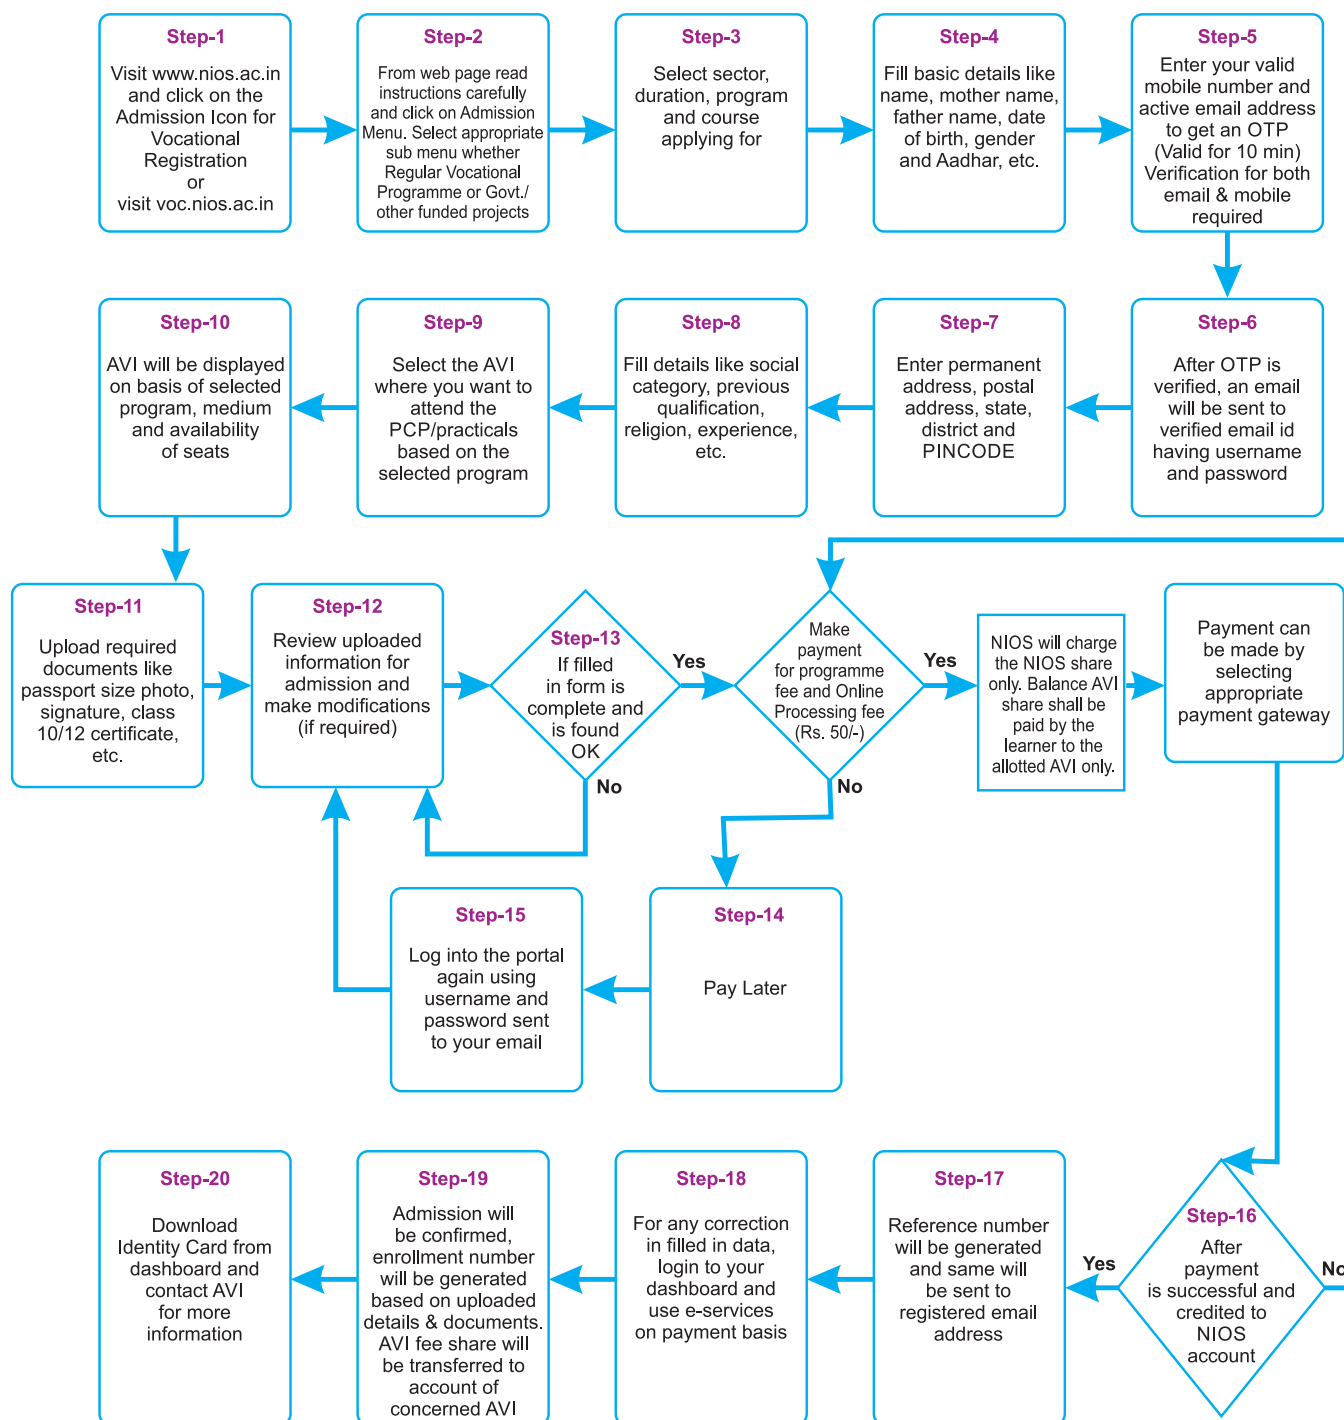 Step-1
Visit www.nios.ac.in
and click on the
Admission Icon for
Vocational
Registration
or
visit voc.nios.ac.in
Step-2
From web page read
instructions carefully
and click on Admission
Menu. Select appropriate
sub menu whether
Regular Vocational
Programme or Govt./
other funded projects
Step-3
Select sector,
duration, program
and course
applying for
Step-4
Fill basic details like
name, mother name,
father name, date
of birth, gender
and Aadhar, etc.
Step-5
Enter your valid
mobile number and
active email address
to get an OTP
(Valid for 10 min)
Verification for both
email & mobile
required
Step-6
After OTP is
verified, an email
will be sent to
verified email id
having username
and password
Step-7
Enter permanent
address, postal
address, state,
district and
PINCODE
Step-8
Fill details like social
category, previous
qualification,
religion, experience,
etc.
Step-9
Select the AVI
where you want to
attend the
PCP/practicals
based on the
selected program
Step-10
AVI will be displayed
on basis of selected
program, medium
and availability
of seats
Step-11
Upload required
documents like
passport size photo,
signature, class
10/12 certificate,
etc.
Step-12
Review uploaded
information for
admission and
make modifications
(if required)
Step-13
If filled
in form is
complete and
is found
OK
Yes
No
Make
payment
for programme
fee and Online
Processing fee
(Rs. 50/-)
Yes
No
NIOS will charge
the NIOS share
only. Balance AVI
share shall be
paid by the
learner to the
allotted AVI only.
Payment can
be made by
selecting
appropriate
payment gateway
Step-14
Pay Later
Step-15
Log into the portal
again using
username and
password sent
to your email
Step-16
After
payment
is successful and
credited to
NIOS
account
Yes
No
Step-17
Reference number
will be generated
and same will
be sent to
registered email
address
Step-18
For any correction
in filled in data,
login to your
dashboard and
use e-services
on payment basis
Step-19
Admission will
be confirmed,
enrollment number
will be generated
based on uploaded
details & documents.
AVI fee share will
be transferred to
account of
concerned AVI
Step-20
Download
Identity Card from
dashboard and
contact AVI
for more
information